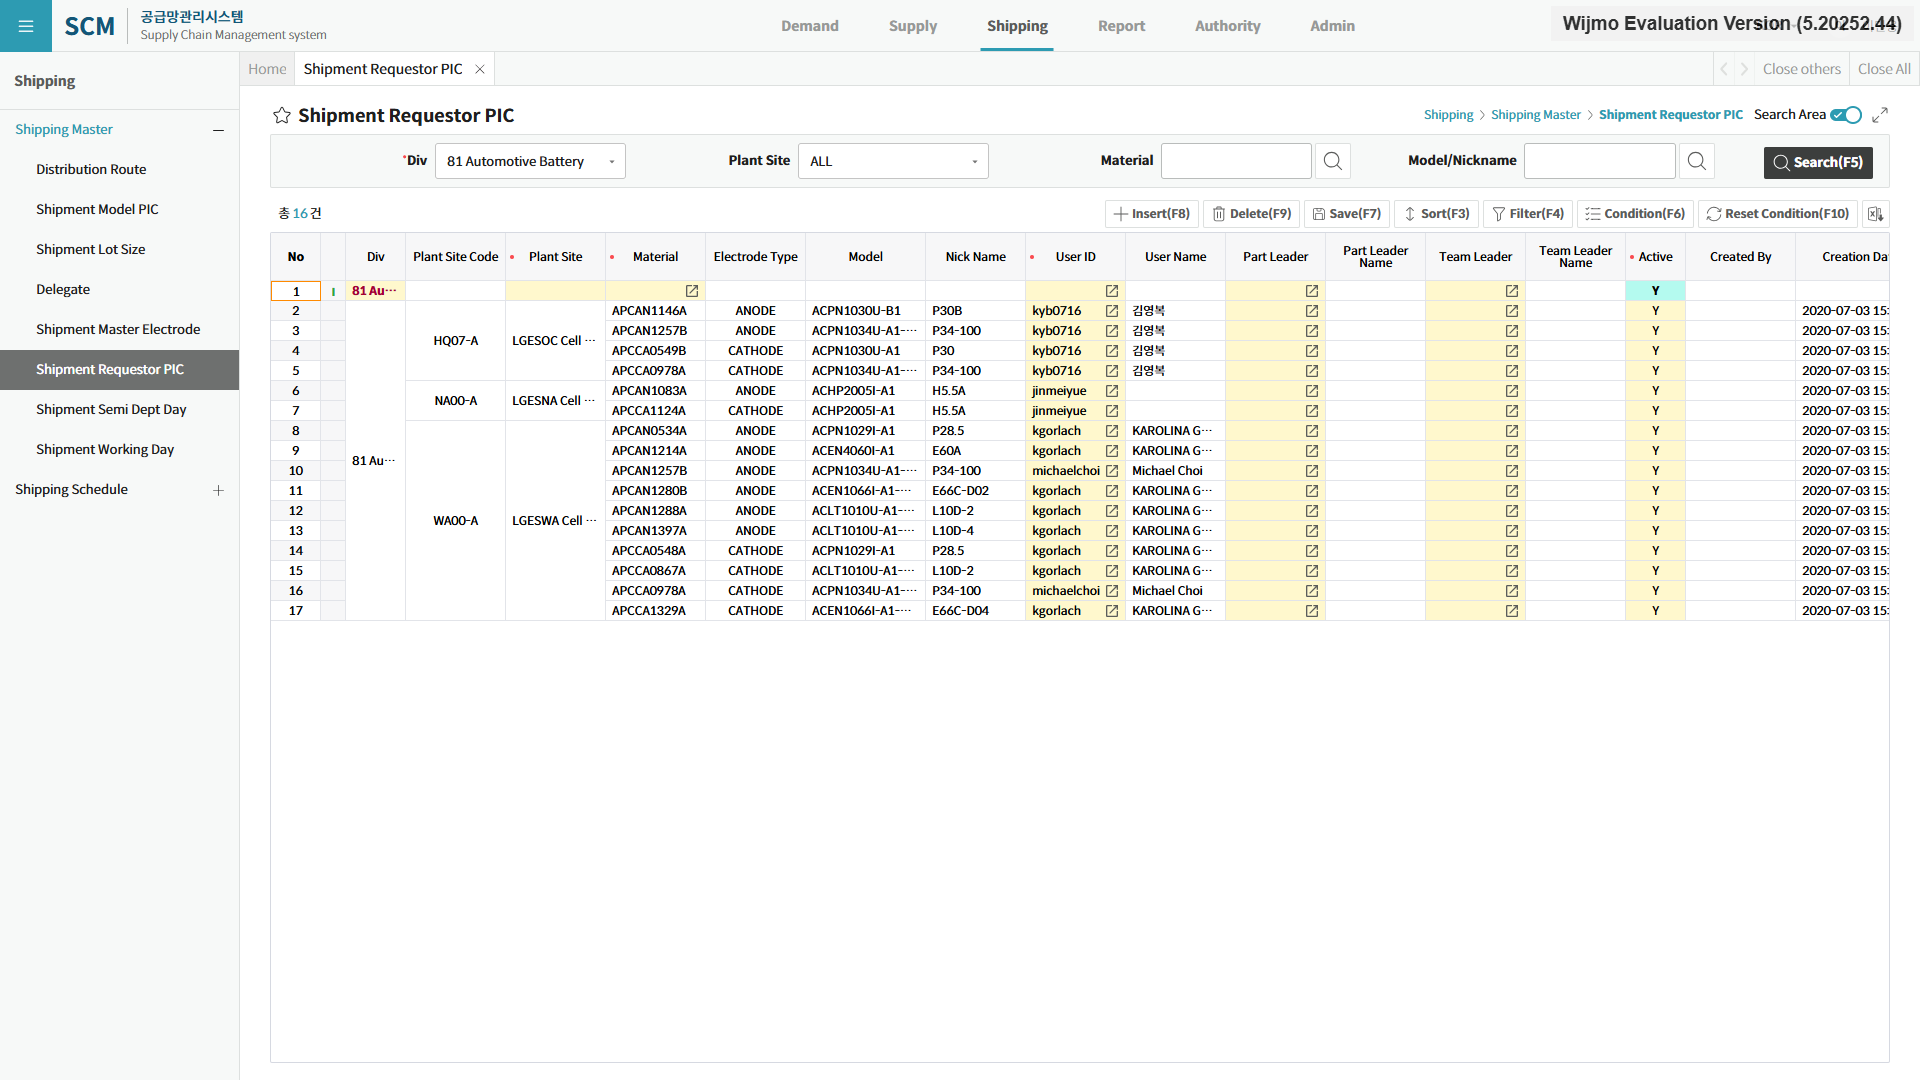 SCM
공급망관리시스템
Supply Chain Management system
Demand
Supply
Shipping
Report
Authority
Admin
Wijmo Evaluation Version (5.20252.44)
Shipping
Home
Shipment Requestor PIC
Close others
Close All
Shipping Master
Distribution Route
Shipment Model PIC
Shipment Lot Size
Delegate
Shipment Master Electrode
Shipment Requestor PIC
Shipment Semi Dept Day
Shipment Working Day
Shipping Schedule
Shipment Requestor PIC
Shipping > Shipping Master > Shipment Requestor PIC
Search Area
*Div
81 Automotive Battery
Plant Site
ALL
Material
Model/Nickname
Search(F5)
총 16 건
Insert(F8)
Delete(F9)
Save(F7)
Sort(F3)
Filter(F4)
Condition(F6)
Reset Condition(F10)
No Div Plant Site Code Plant Site Material Electrode Type Model Nick Name User ID User Name Part Leader Part Leader Name Team Leader Team Leader Name Active Created By Creation Da
1 I 81 Au··· Y
2 APCAN1146A ANODE ACPN1030U-B1 P30B kyb0716 김영복 Y 2020-07-03 15:
3 APCAN1257B ANODE ACPN1034U-A1-··· P34-100 kyb0716 김영복 Y 2020-07-03 15:
HQ07-A LGESOC Cell ···
4 APCCA0549B CATHODE ACPN1030U-A1 P30 kyb0716 김영복 Y 2020-07-03 15:
5 APCCA0978A CATHODE ACPN1034U-A1-··· P34-100 kyb0716 김영복 Y 2020-07-03 15:
6 APCAN1083A ANODE ACHP2005I-A1 H5.5A jinmeiyue Y 2020-07-03 15:
NA00-A LGESNA Cell ···
7 APCCA1124A CATHODE ACHP2005I-A1 H5.5A jinmeiyue Y 2020-07-03 15:
8 APCAN0534A ANODE ACPN1029I-A1 P28.5 kgorlach KAROLINA G··· Y 2020-07-03 15:
9 APCAN1214A ANODE ACEN4060I-A1 E60A kgorlach KAROLINA G··· Y 2020-07-03 15:
81 Au···
10 APCAN1257B ANODE ACPN1034U-A1-··· P34-100 michaelchoi Michael Choi Y 2020-07-03 15:
11 APCAN1280B ANODE ACEN1066I-A1-··· E66C-D02 kgorlach KAROLINA G··· Y 2020-07-03 15:
12 APCAN1288A ANODE ACLT1010U-A1-··· L10D-2 kgorlach KAROLINA G··· Y 2020-07-03 15:
WA00-A LGESWA Cell ···
13 APCAN1397A ANODE ACLT1010U-A1-··· L10D-4 kgorlach KAROLINA G··· Y 2020-07-03 15:
14 APCCA0548A CATHODE ACPN1029I-A1 P28.5 kgorlach KAROLINA G··· Y 2020-07-03 15:
15 APCCA0867A CATHODE ACLT1010U-A1-··· L10D-2 kgorlach KAROLINA G··· Y 2020-07-03 15:
16 APCCA0978A CATHODE ACPN1034U-A1-··· P34-100 michaelchoi Michael Choi Y 2020-07-03 15:
17 APCCA1329A CATHODE ACEN1066I-A1-··· E66C-D04 kgorlach KAROLINA G··· Y 2020-07-03 15: